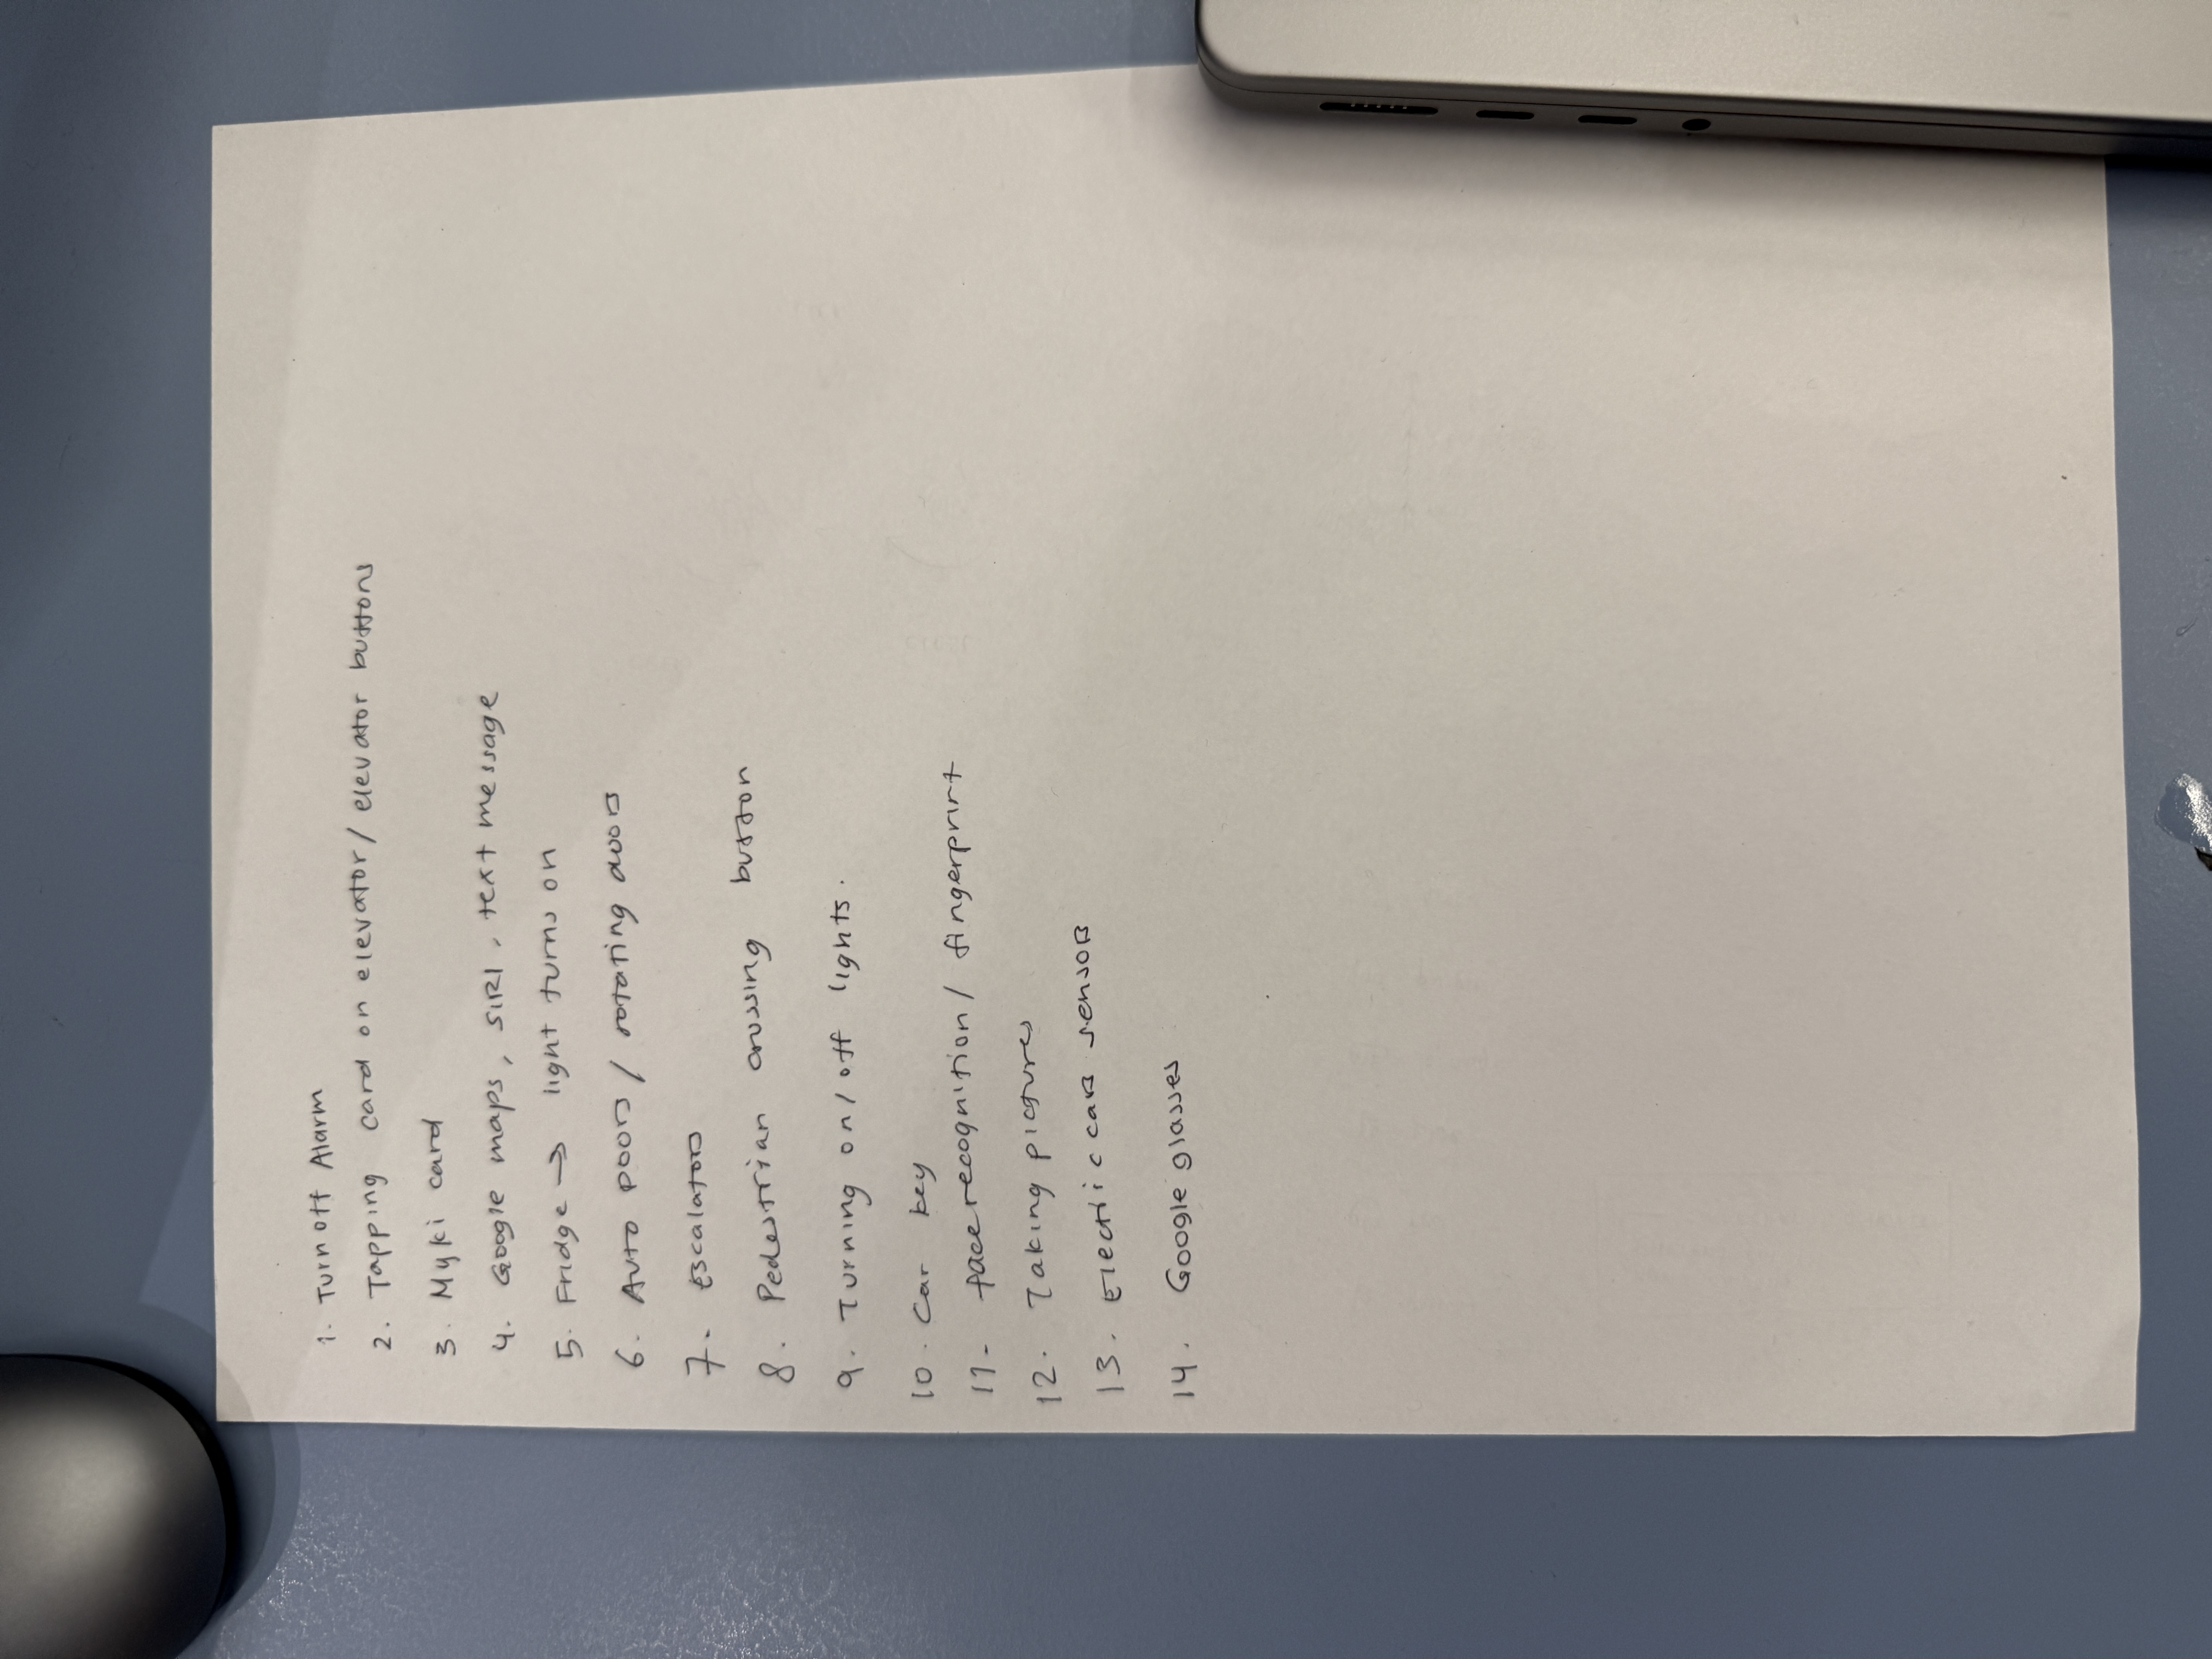 1. Turn off Alarm
2. Tapping card on elevator / elevator buttons
3. Myki card
4. Google maps, SIRI, text message
5. Fridge → light turns on
6. Auto Doors / rotating doors
7. Escalators
8. Pedestrian crossing button
9. Turning on/off lights.
10. Car key
11- face recognition / fingerprint
12. Taking pictures
13. Electric cars sensors
14. Google glasses